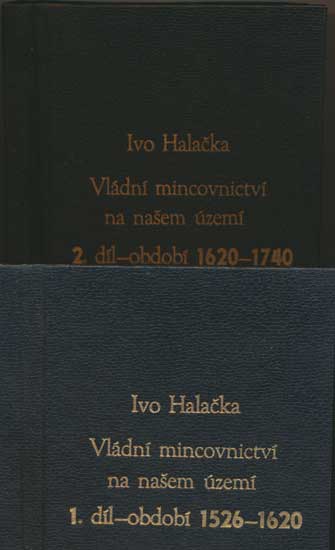 Ivo Halačka
Vládní mincovnictví
na našem území
2. díl–období 1620–1740
Ivo Halačka
Vládní mincovnictví
na našem území
1. díl–období 1526–1620